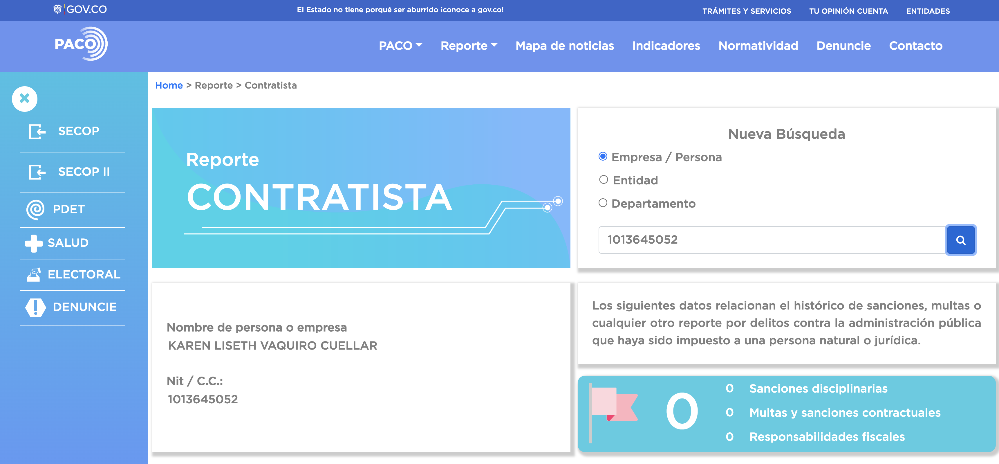 GOV.CO
El Estado no tiene porqué ser aburrido ¡conoce a gov.co!
TRÁMITES Y SERVICIOS TU OPINIÓN CUENTA ENTIDADES
PACO
PACO Reporte Mapa de noticias Indicadores Normatividad Denuncie Contacto
SECOP
SECOP II
PDET
SALUD
ELECTORAL
DENUNCIE
Home > Reporte > Contratista
Reporte
CONTRATISTA
Nueva Búsqueda
Empresa / Persona
Entidad
Departamento
1013645052
Nombre de persona o empresa
KAREN LISETH VAQUIRO CUELLAR
Nit / C.C.:
1013645052
Los siguientes datos relacionan el histórico de sanciones, multas o
cualquier otro reporte por delitos contra la administración pública
que haya sido impuesto a una persona natural o jurídica.
0
0 Sanciones disciplinarias
0 Multas y sanciones contractuales
0 Responsabilidades fiscales